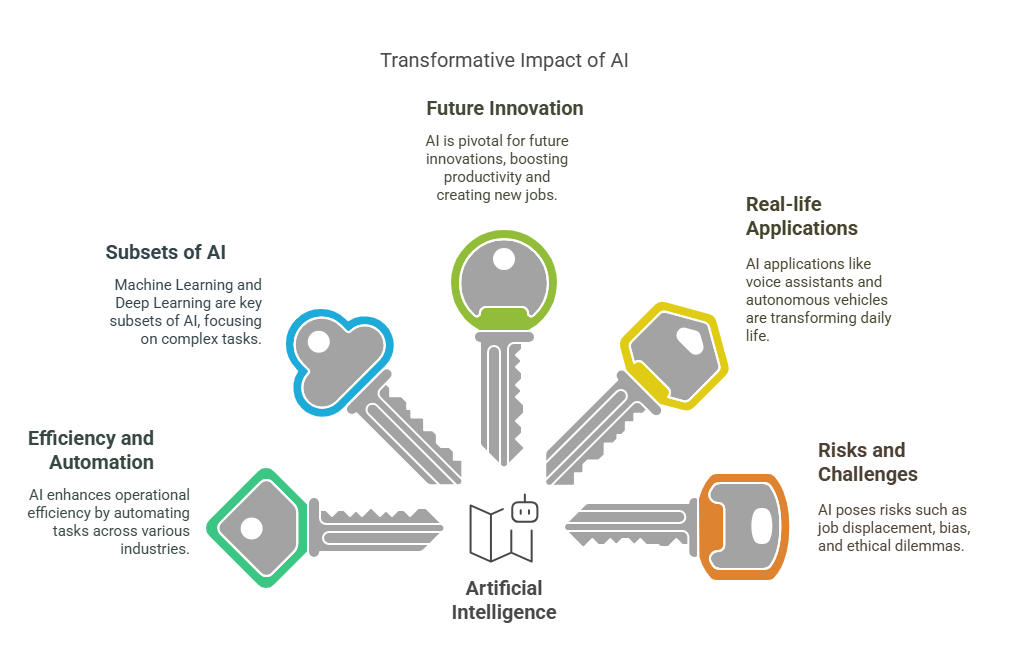 Transformative Impact of AI
Future Innovation
AI is pivotal for future
innovations, boosting
productivity and
creating new jobs.
Real-life
Applications
AI applications like
voice assistants and
autonomous vehicles
are transforming daily
life.
Subsets of AI
Machine Learning and
Deep Learning are key
subsets of AI, focusing
on complex tasks.
Efficiency and
Automation
AI enhances operational
efficiency by automating
tasks across various
industries.
Risks and
Challenges
AI poses risks such as
job displacement, bias,
and ethical dilemmas.
Artificial
Intelligence